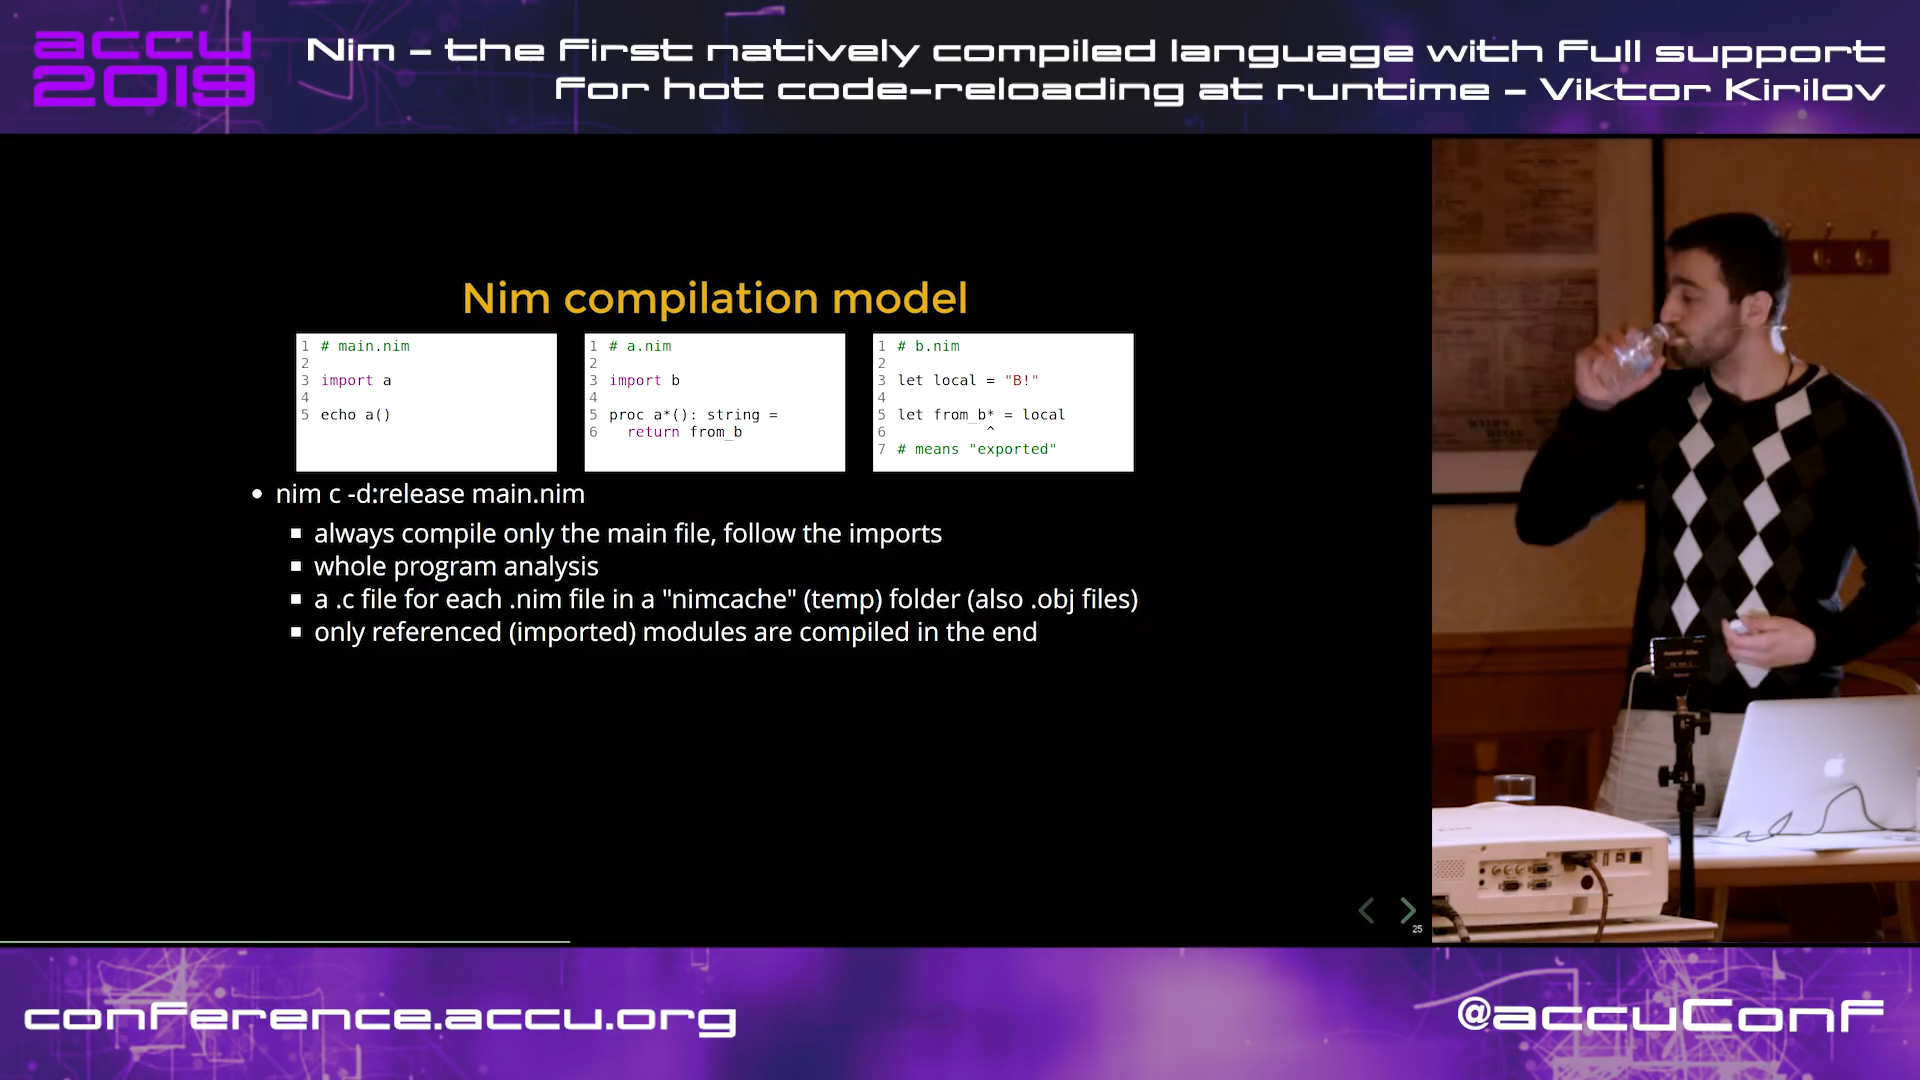 accu
2019
Nim - the first natively compiled language with full support
for hot code-reloading at runtime - Viktor Kirilov
Nim compilation model
1 # main.nim
2
3 import a
4
5 echo a()
1 # a.nim
2
3 import b
4
5 proc a*(): string =
6 return from_b
1 # b.nim
2
3 let local = "B!"
4
5 let from_b* = local
6 ^
7 # means "exported"
• nim c -d:release main.nim
▪ always compile only the main file, follow the imports
▪ whole program analysis
▪ a .c file for each .nim file in a "nimcache" (temp) folder (also .obj files)
▪ only referenced (imported) modules are compiled in the end
25
conference.accu.org
@accuConf